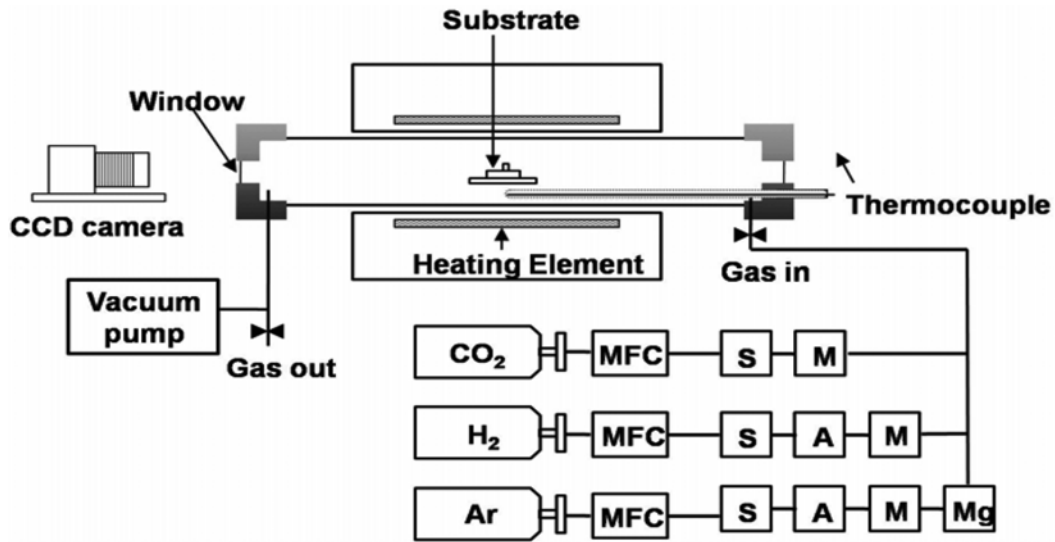 Substrate
Window
CCD camera
Thermocouple
Heating Element
Gas in
Vacuum
pump
Gas out
CO₂ MFC S M
H₂ MFC S A M
Ar MFC S A M Mg